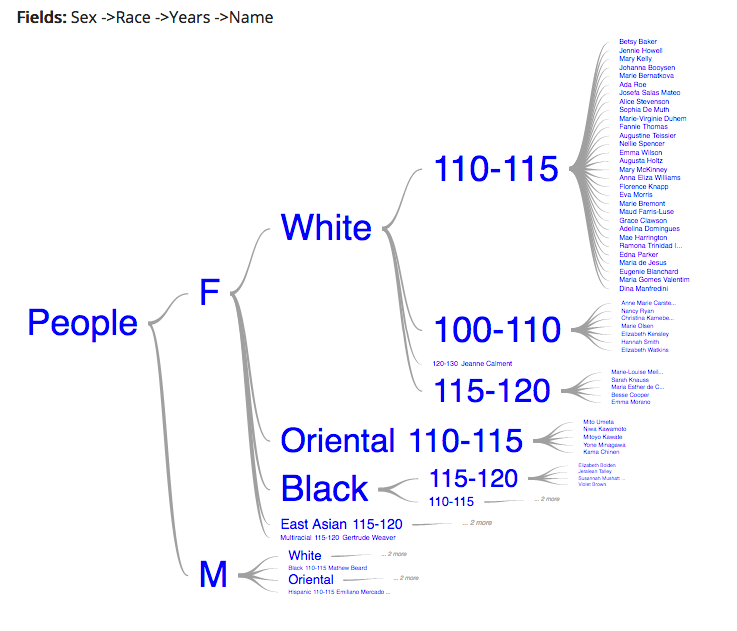 Fields: Sex ->Race ->Years ->Name
People
F
White
110-115
Betsy Baker
Jennie Howell
Mary Kelly
Johanna Booysen
Marie Bernatkova
Ada Roe
Josefa Salas Mateo
Alice Stevenson
Sophia De Muth
Marie-Virginie Duhem
Fannie Thomas
Augustine Teissier
Nellie Spencer
Emma Wilson
Augusta Holtz
Mary McKinney
Anna Eliza Williams
Florence Knapp
Eva Morris
Marie Bremont
Maud Farris-Luse
Grace Clawson
Adelina Domingues
Mae Harrington
Ramona Trinidad I...
Edna Parker
Maria de Jesus
Eugenie Blanchard
Maria Gomes Valentim
Dina Manfredini
100-110
Anne Marie Carste...
Nancy Ryan
Christina Karnebe...
Marie Olsen
Elizabeth Kensley
Hannah Smith
Elizabeth Watkins
120-130 Jeanne Calment
115-120
Marie-Louise Meil...
Sarah Knauss
Maria Esther de C...
Besse Cooper
Emma Morano
Oriental 110-115
Mito Umeta
Niwa Kawamoto
Mitoyo Kawate
Yone Minagawa
Kama Chinen
Black
115-120
Elizabeth Bolden
Jeralean Talley
Susannah Mushatt ...
Violet Brown
110-115 ... 2 more
East Asian 115-120 ... 2 more
Multiracial 115-120 Gertrude Weaver
M
White ... 2 more
Black 110-115 Mathew Beard
Oriental ... 2 more
Hispanic 110-115 Emiliano Mercado ...